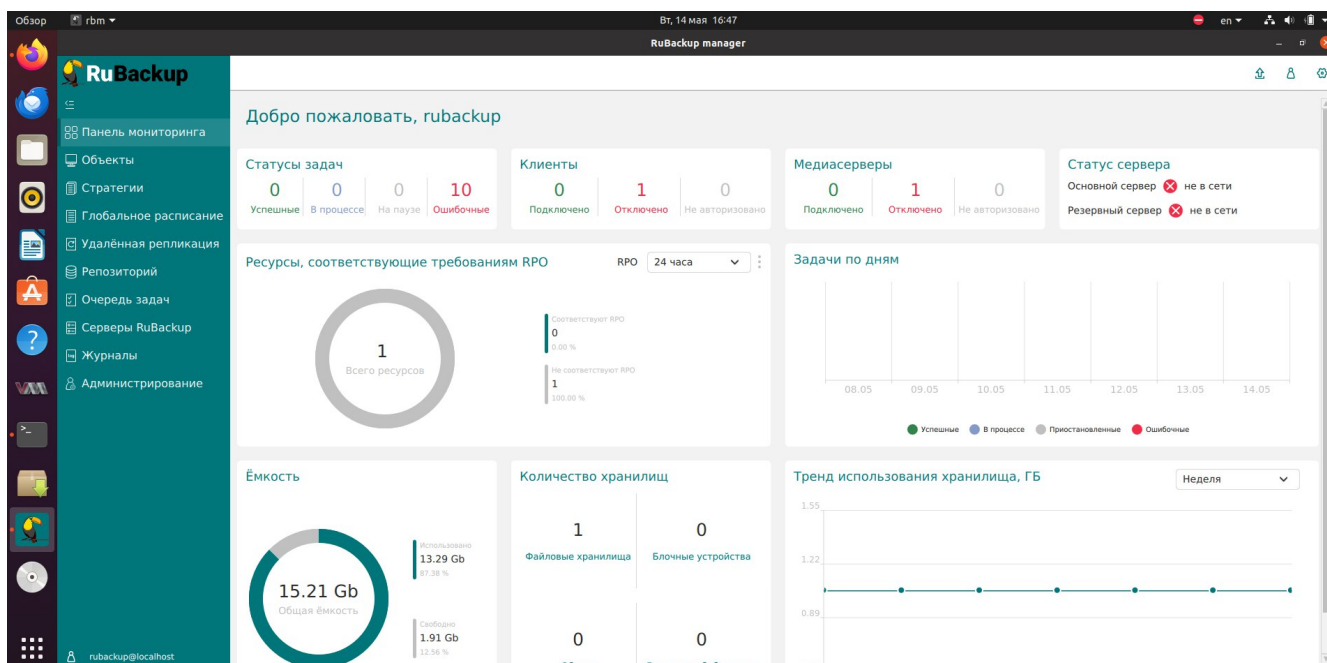 Обзор rbm Вт, 14 мая 16:47 en
RuBackup manager
RuBackup
Панель мониторинга
Объекты
Стратегии
Глобальное расписание
Удалённая репликация
Репозиторий
Очередь задач
Серверы RuBackup
Журналы
Администрирование
rubackup@localhost
Добро пожаловать, rubackup
Статусы задач
0 0 0 10
Успешные В процессе На паузе Ошибочные
Клиенты
0 1 0
Подключено Отключено Не авторизовано
Медиасерверы
0 1 0
Подключено Отключено Не авторизовано
Статус сервера
Основной сервер не в сети
Резервный сервер не в сети
Ресурсы, соответствующие требованиям RPO RPO 24 часа
1
Всего ресурсов
Соответствуют RPO
0
0.00 %
Не соответствуют RPO
1
100.00 %
Задачи по дням
08.05 09.05 10.05 11.05 12.05 13.05 14.05
Успешные В процессе Приостановленные Ошибочные
Ёмкость
15.21 Gb
Общая ёмкость
Использовано
13.29 Gb
87.38 %
Свободно
1.91 Gb
12.56 %
Количество хранилищ
1 0
Файловые хранилища Блочные устройства
0 0
Тренд использования хранилища, ГБ Неделя
1.55
1.22
0.89